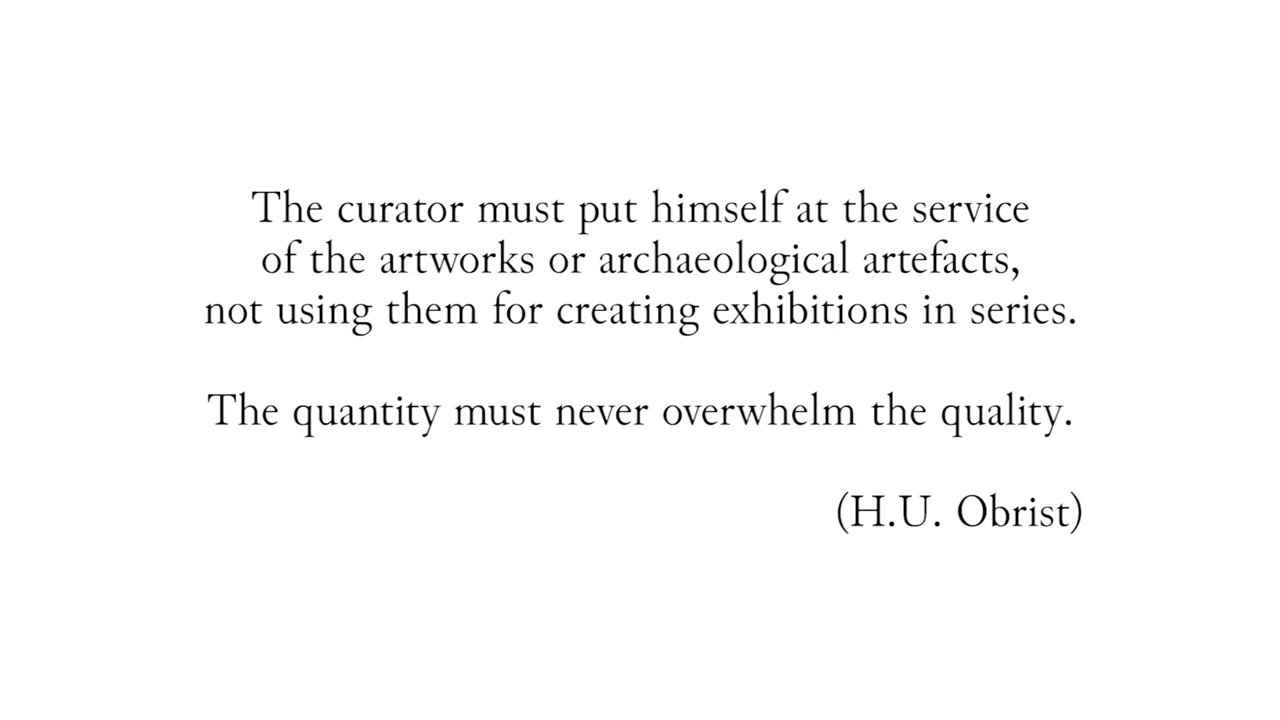 The curator must put himself at the service
of the artworks or archaeological artefacts,
not using them for creating exhibitions in series.
The quantity must never overwhelm the quality.
(H.U. Obrist)